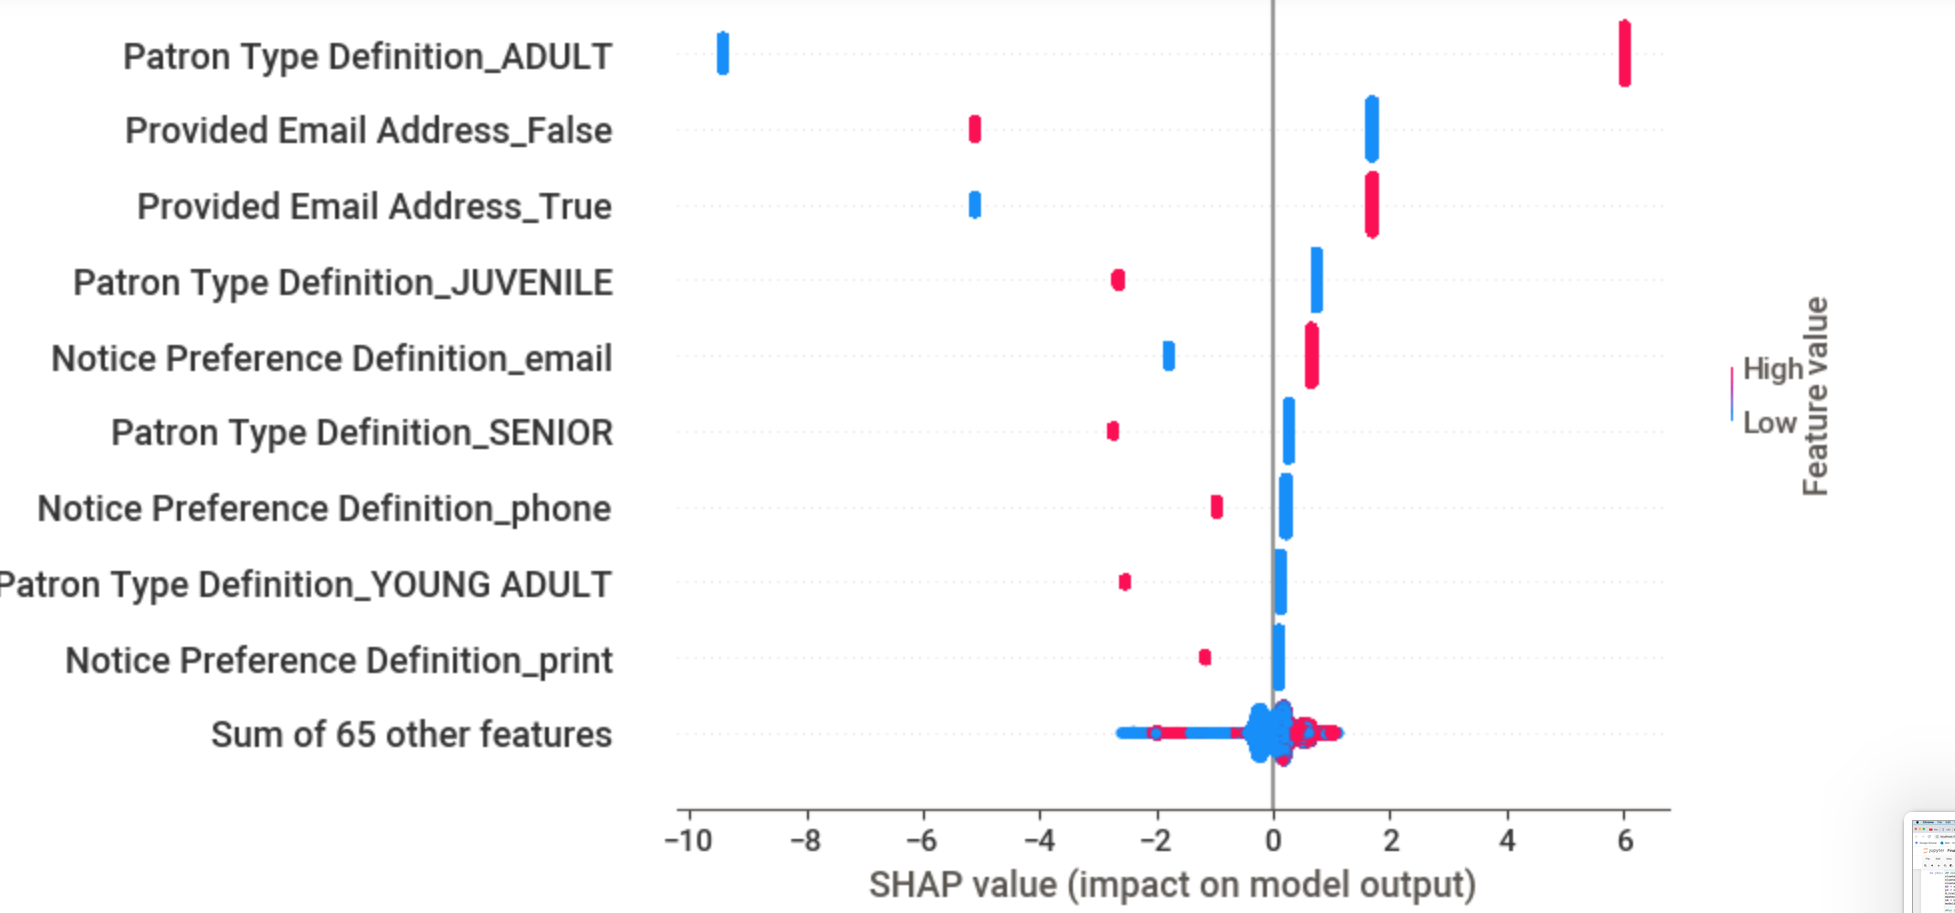 Patron Type Definition_ADULT
Provided Email Address_False
Provided Email Address_True
Patron Type Definition_JUVENILE
Notice Preference Definition_email
Patron Type Definition_SENIOR
Notice Preference Definition_phone
Patron Type Definition_YOUNG ADULT
Notice Preference Definition_print
Sum of 65 other features
−10 −8 −6 −4 −2 0 2 4 6
SHAP value (impact on model output)
High
Low
Feature value